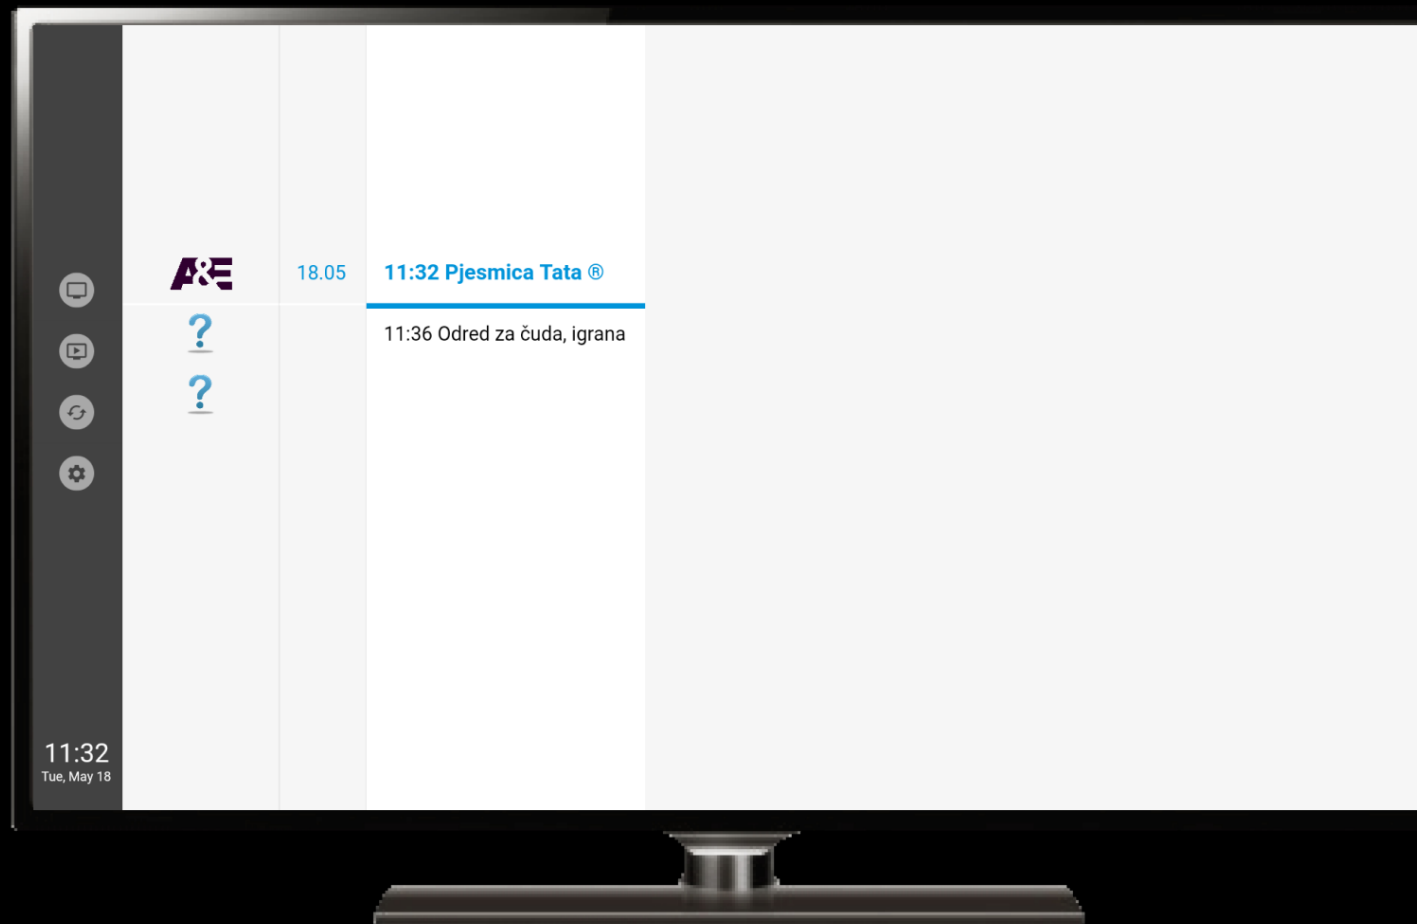 A&E
18.05
11:32 Pjesmica Tata ®
?
11:36 Odred za čuda, igrana
?
11:32
Tue, May 18